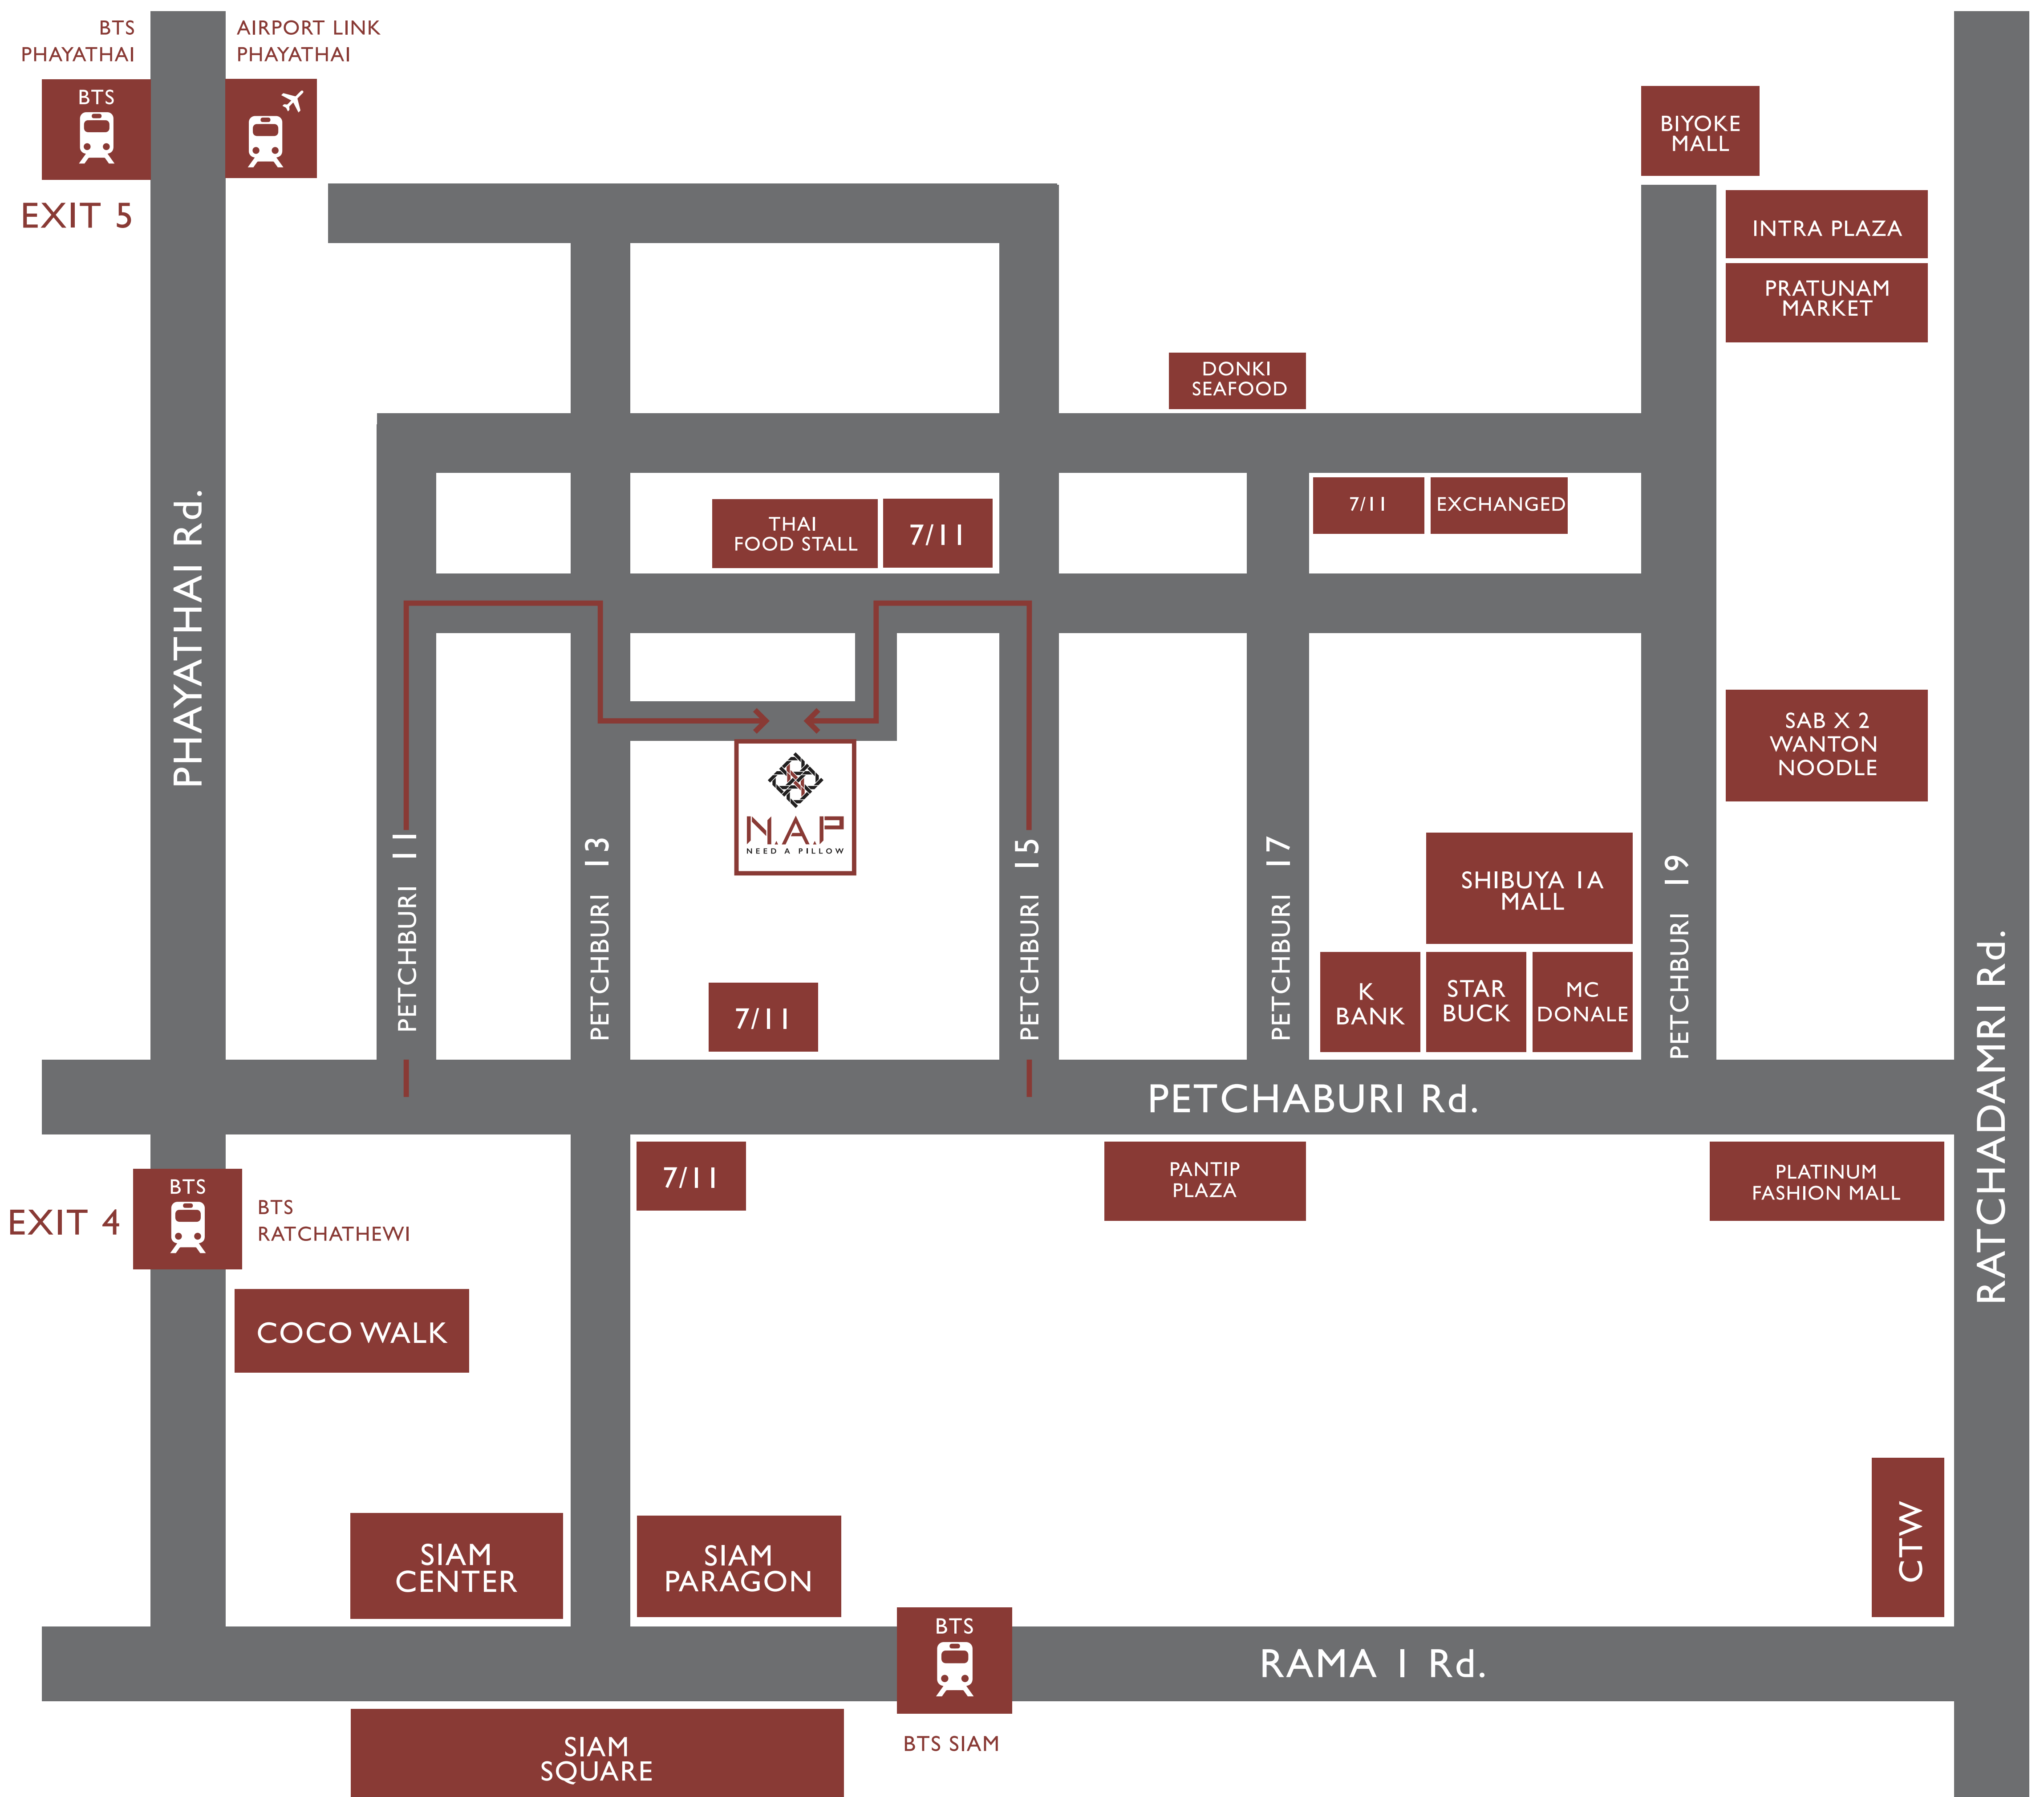 BTS
PHAYATHAI
AIRPORT LINK
PHAYATHAI
BTS
EXIT 5
BIYOKE
MALL
INTRA PLAZA
PRATUNAM
MARKET
DONKI
SEAFOOD
7/11
EXCHANGED
THAI
FOOD STALL
7/11
PHAYATHAI Rd.
SAB X 2
WANTON
NOODLE
N.A.P
NEED A PILLOW
PETCHBURI 11
PETCHBURI 13
PETCHBURI 15
PETCHBURI 17
PETCHBURI 19
SHIBUYA 1A
MALL
K
BANK
STAR
BUCK
MC
DONALE
7/11
RATCHADAMRI Rd.
PETCHABURI Rd.
7/11
PANTIP
PLAZA
PLATINUM
FASHION MALL
BTS
EXIT 4
BTS
RATCHATHEWI
COCO WALK
SIAM
CENTER
SIAM
PARAGON
CTW
BTS
RAMA 1 Rd.
BTS SIAM
SIAM
SQUARE